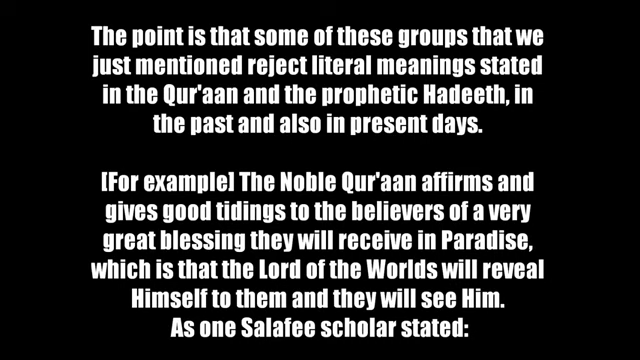 The point is that some of these groups that we
just mentioned reject literal meanings stated
in the Qur'aan and the prophetic Hadeeth, in
the past and also in present days.
[For example] The Noble Qur'aan affirms and
gives good tidings to the believers of a very
great blessing they will receive in Paradise,
which is that the Lord of the Worlds will reveal
Himself to them and they will see Him.
As one Salafee scholar stated: